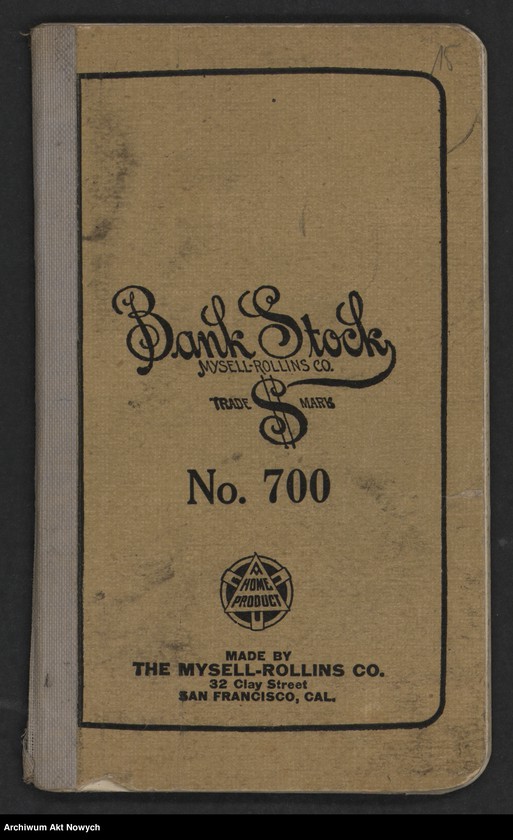 15
Bank Stock
MYSELL-ROLLINS CO.
TRADE $ MARK
No. 700
A
HOME
PRODUCT
MADE BY
THE MYSELL-ROLLINS CO.
32 Clay Street
SAN FRANCISCO, CAL.
Archiwum Akt Nowych